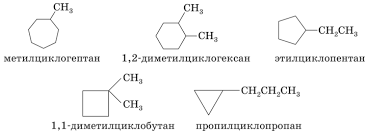 CH₃
CH₃
CH₃
CH₂CH₃
метилциклогептан 1,2-диметилциклогексан этилциклопентан
CH₃
CH₃
CH₂CH₂CH₃
1,1-диметилциклобутан пропилциклопропан